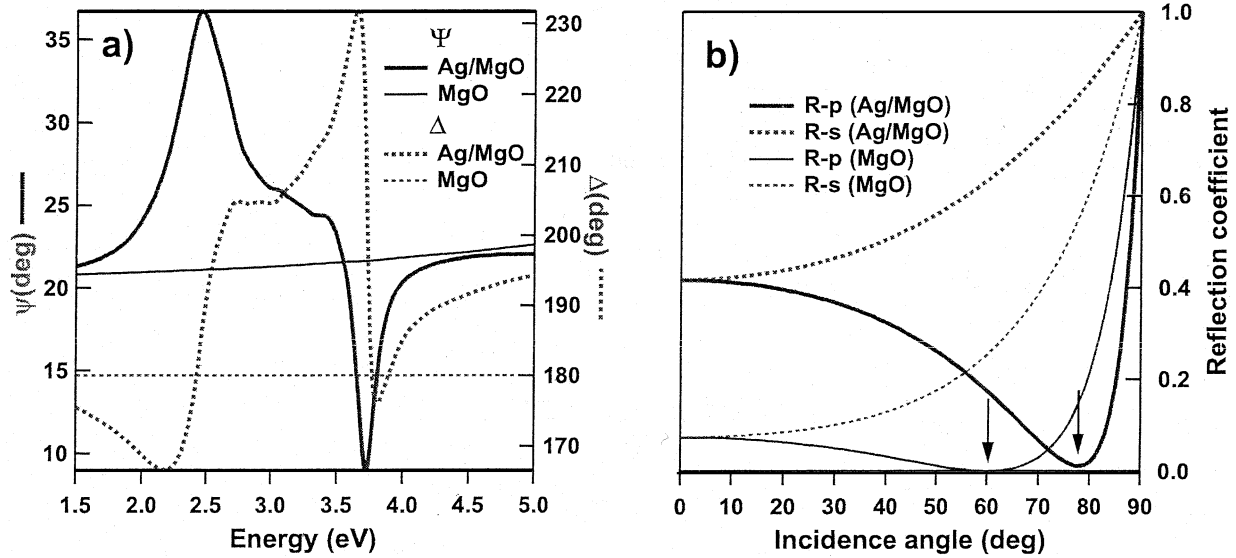 a)
Ψ
Ag/MgO
MgO
Δ
Ag/MgO
MgO
35
30
25
20
15
10
ψ(deg)
230
220
210
200
190
180
170
Δ(deg)
1.5 2.0 2.5 3.0 3.5 4.0 4.5 5.0
Energy (eV)
b)
R-p (Ag/MgO)
R-s (Ag/MgO)
R-p (MgO)
R-s (MgO)
1.0
0.8
0.6
0.4
0.2
0.0
Reflection coefficient
0 10 20 30 40 50 60 70 80 90
Incidence angle (deg)